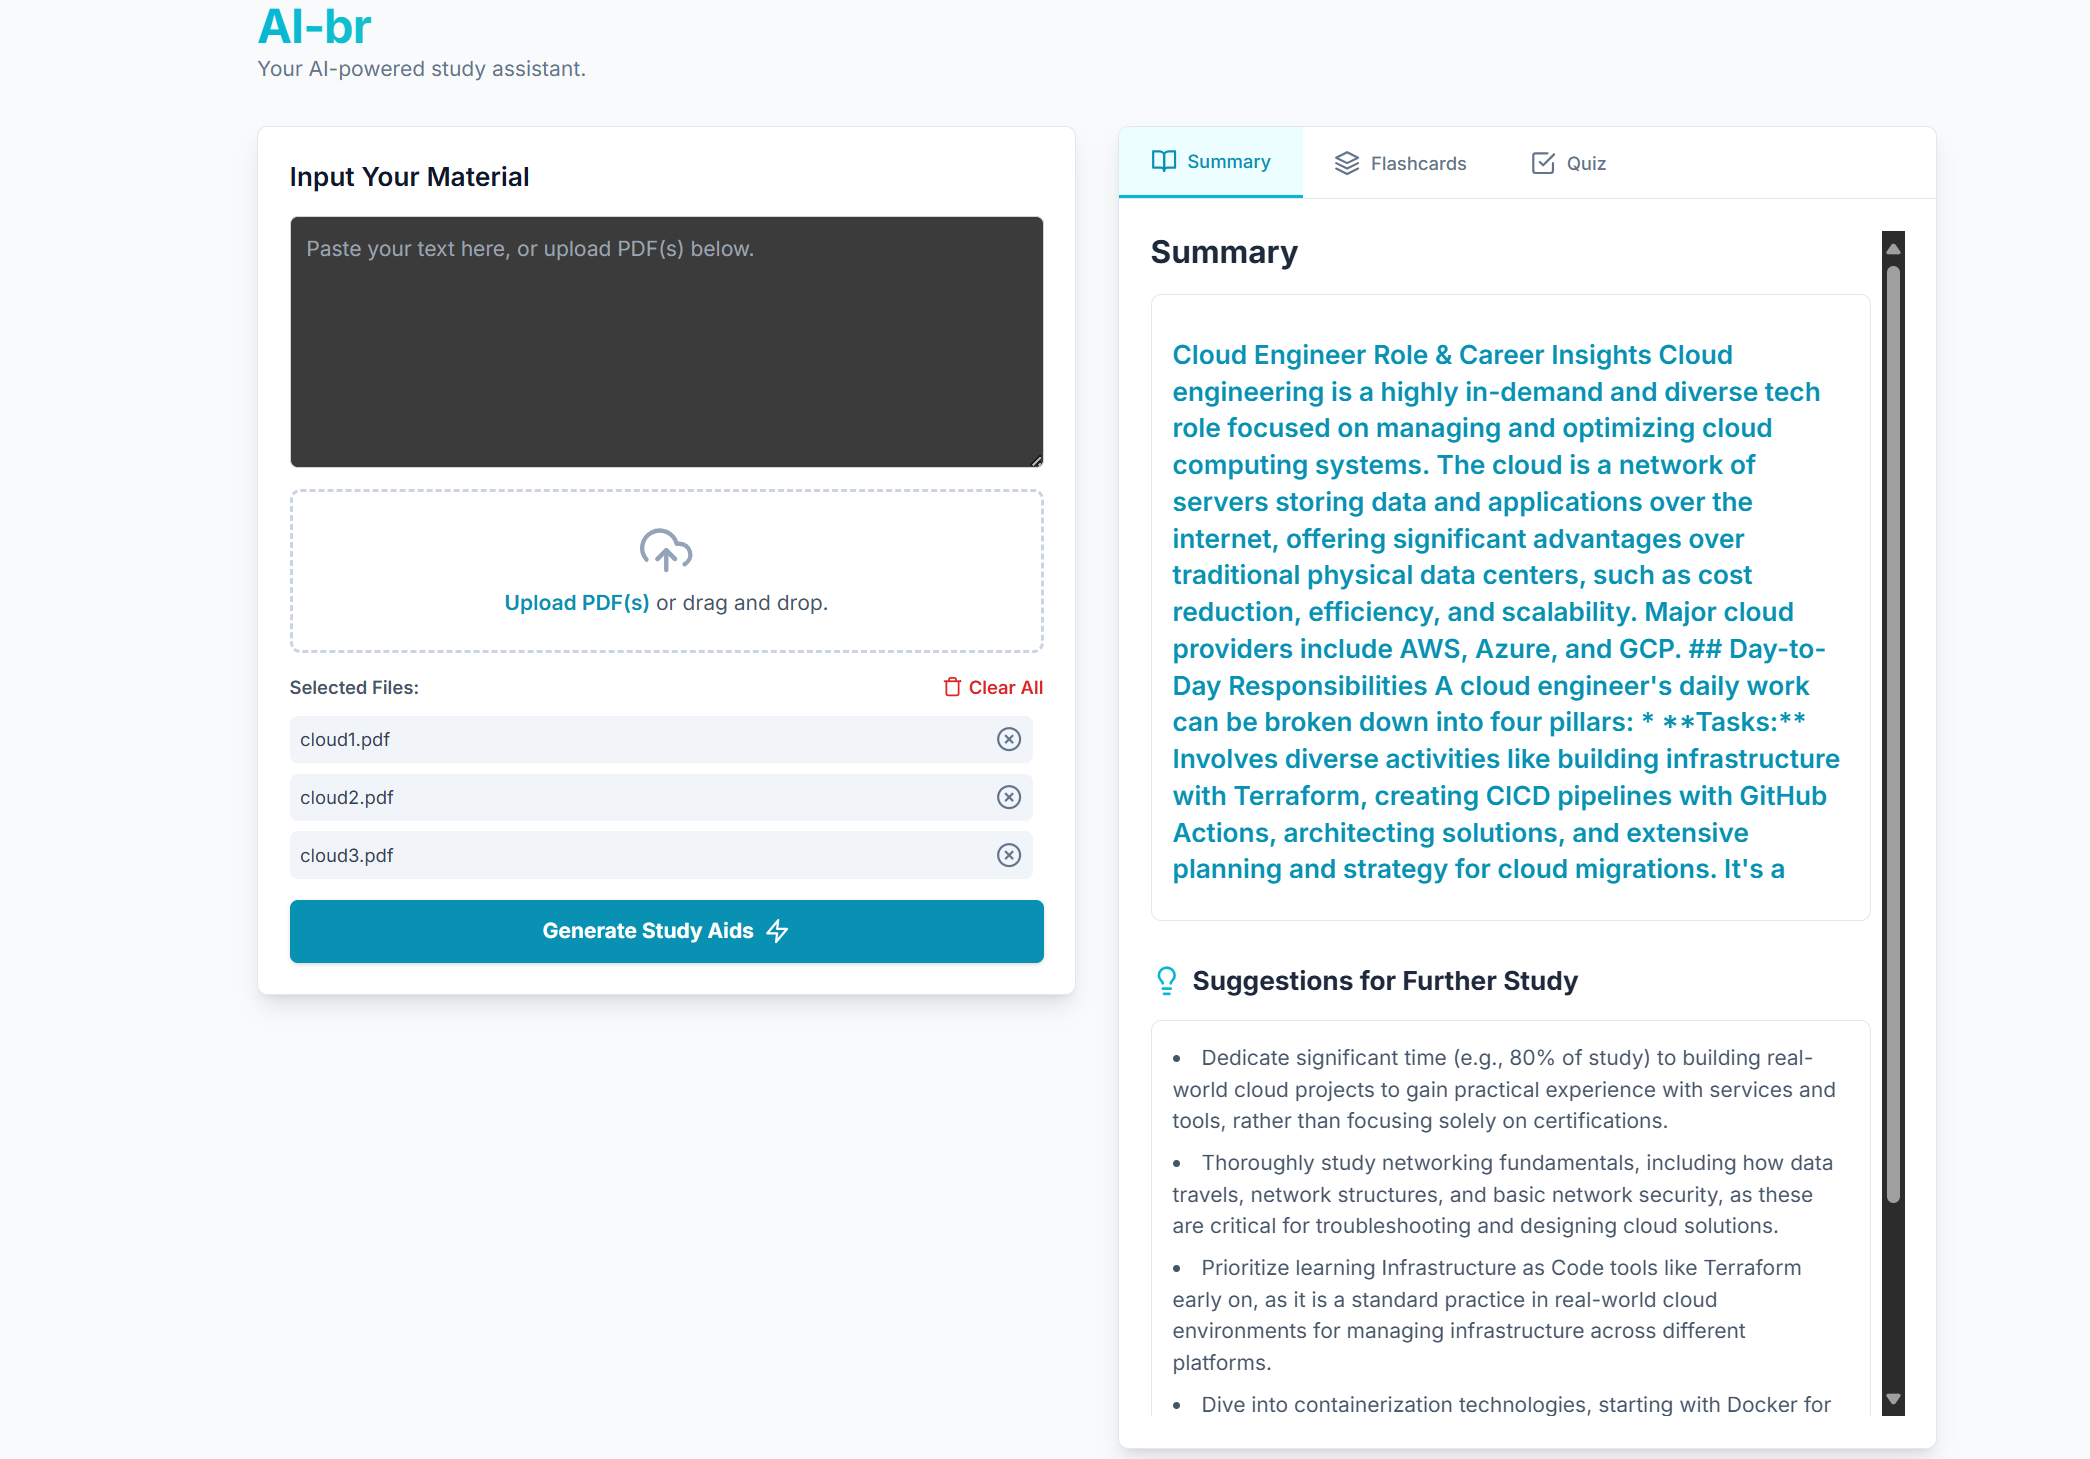 AI-br
Your AI-powered study assistant.
Input Your Material
Paste your text here, or upload PDF(s) below.
Upload PDF(s) or drag and drop.
Selected Files:
Clear All
cloud1.pdf
cloud2.pdf
cloud3.pdf
Generate Study Aids
Summary
Flashcards
Quiz
Summary
Cloud Engineer Role & Career Insights Cloud
engineering is a highly in-demand and diverse tech
role focused on managing and optimizing cloud
computing systems. The cloud is a network of
servers storing data and applications over the
internet, offering significant advantages over
traditional physical data centers, such as cost
reduction, efficiency, and scalability. Major cloud
providers include AWS, Azure, and GCP. ## Day-to-
Day Responsibilities A cloud engineer's daily work
can be broken down into four pillars: * **Tasks:**
Involves diverse activities like building infrastructure
with Terraform, creating CICD pipelines with GitHub
Actions, architecting solutions, and extensive
planning and strategy for cloud migrations. It's a
Suggestions for Further Study
• Dedicate significant time (e.g., 80% of study) to building real-
world cloud projects to gain practical experience with services and
tools, rather than focusing solely on certifications.
• Thoroughly study networking fundamentals, including how data
travels, network structures, and basic network security, as these
are critical for troubleshooting and designing cloud solutions.
• Prioritize learning Infrastructure as Code tools like Terraform
early on, as it is a standard practice in real-world cloud
environments for managing infrastructure across different
platforms.
• Dive into containerization technologies, starting with Docker for